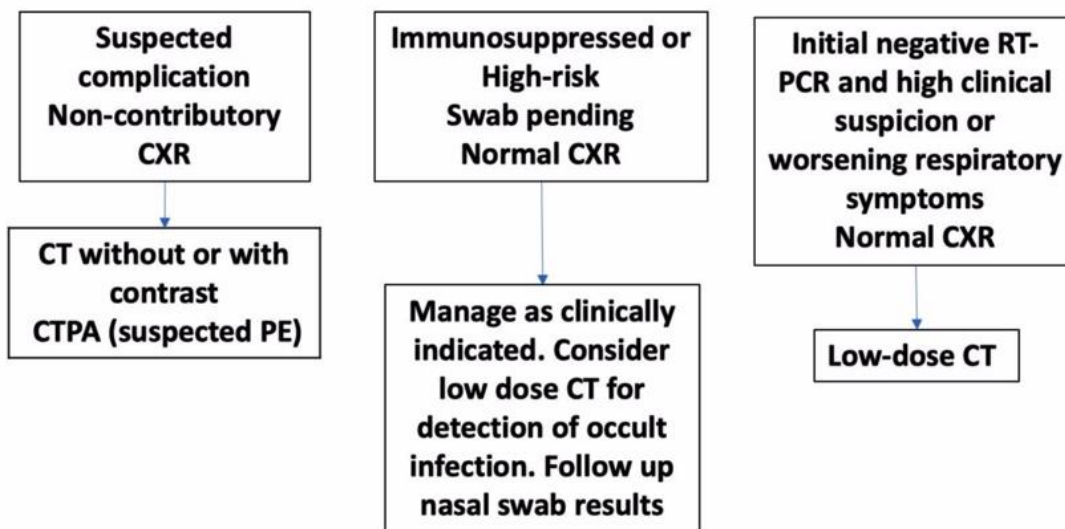 Suspected
complication
Non-contributory
CXR
CT without or with
contrast
CTPA (suspected PE)
Immunosuppressed or
High-risk
Swab pending
Normal CXR
Manage as clinically
indicated. Consider
low dose CT for
detection of occult
infection. Follow up
nasal swab results
Initial negative RT-
PCR and high clinical
suspicion or
worsening respiratory
symptoms
Normal CXR
Low-dose CT